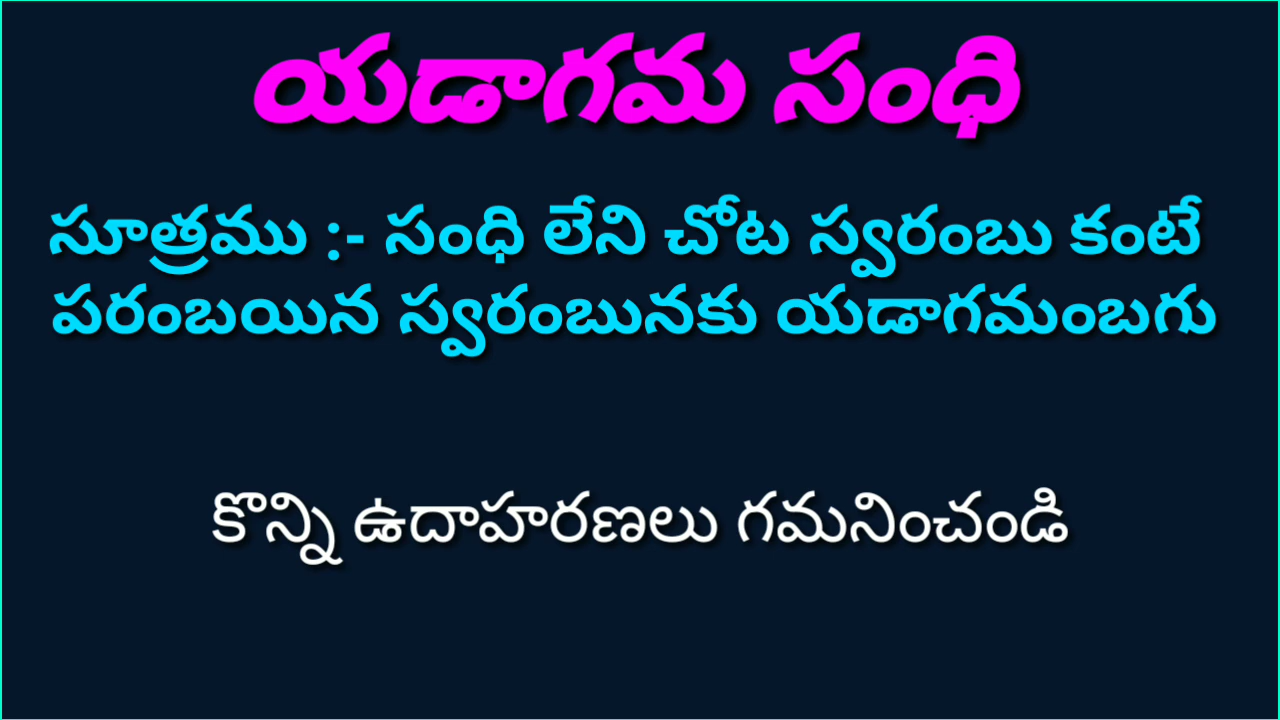 యడాగమ సంధి
సూత్రము :- సంధి లేని చోట స్వరంబు కంటే
పరంబయిన స్వరంబునకు యడాగమంబగు
కొన్ని ఉదాహరణలు గమనించండి